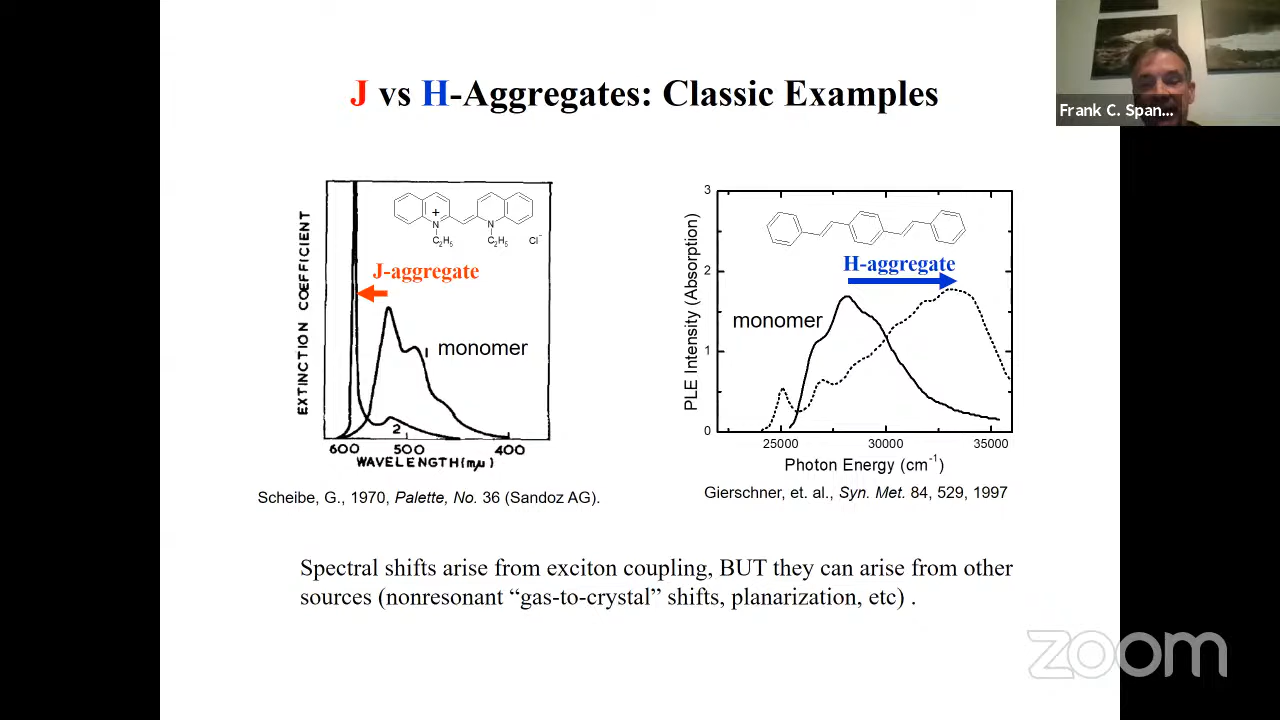 J vs H-Aggregates: Classic Examples
Frank C. Span...
EXTINCTION COEFFICIENT
+
N
N
C2H5
C2H5
Cl−
J-aggregate
1
monomer
2
600
500
400
WAVELENGTH(mμ)
Scheibe, G., 1970, Palette, No. 36 (Sandoz AG).
PLE Intensity (Absorption)
3
2
1
0
H-aggregate
monomer
25000
30000
35000
Photon Energy (cm-1)
Gierschner, et. al., Syn. Met. 84, 529, 1997
Spectral shifts arise from exciton coupling, BUT they can arise from other
sources (nonresonant “gas-to-crystal” shifts, planarization, etc) .
zoom